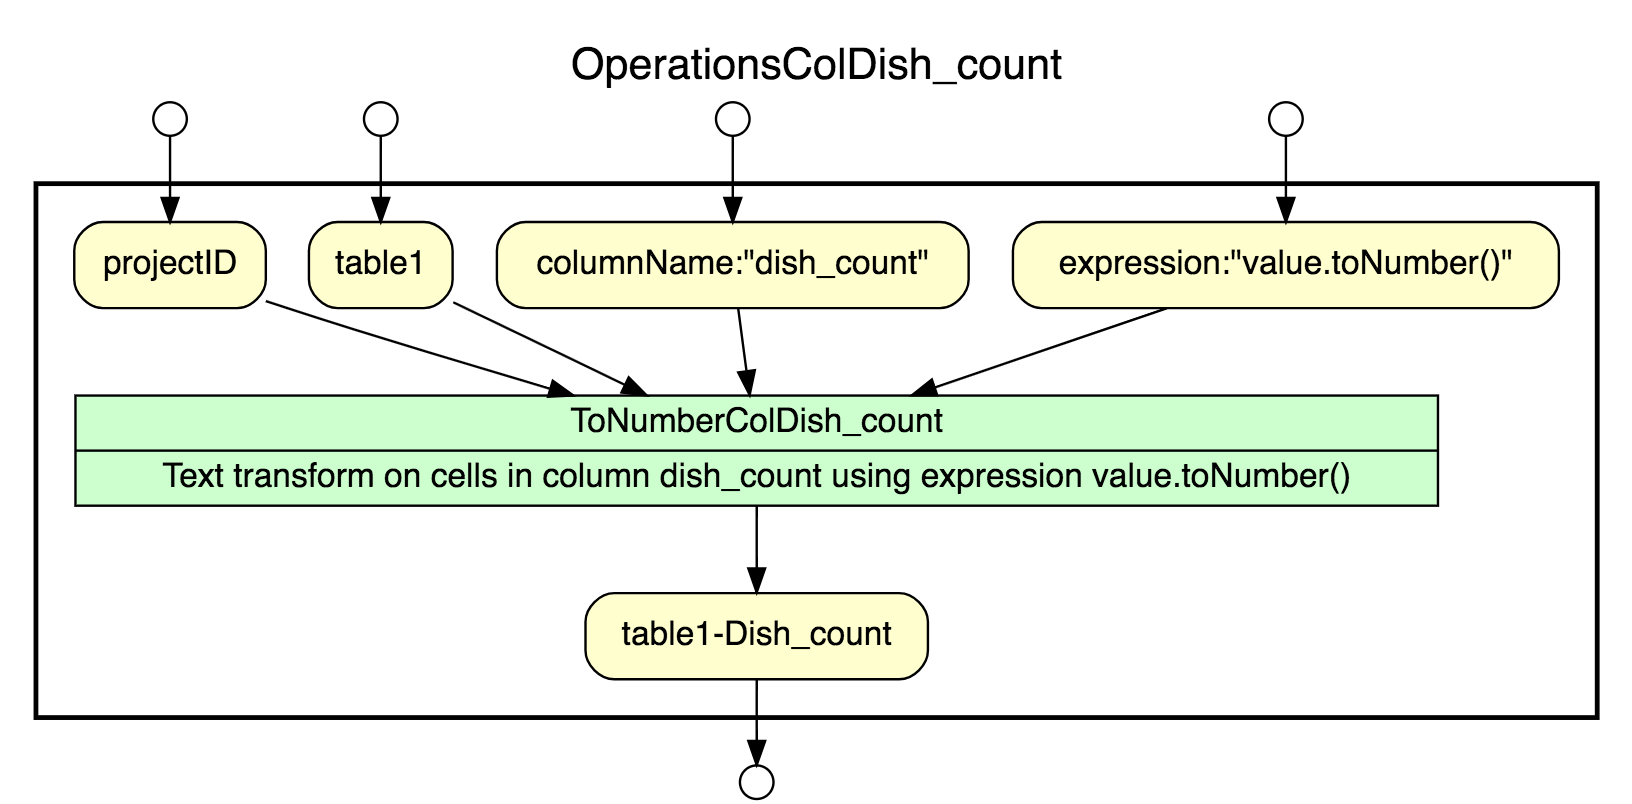 OperationsColDish_count
projectID
table1
columnName:"dish_count"
expression:"value.toNumber()"
ToNumberColDish_count
Text transform on cells in column dish_count using expression value.toNumber()
table1-Dish_count